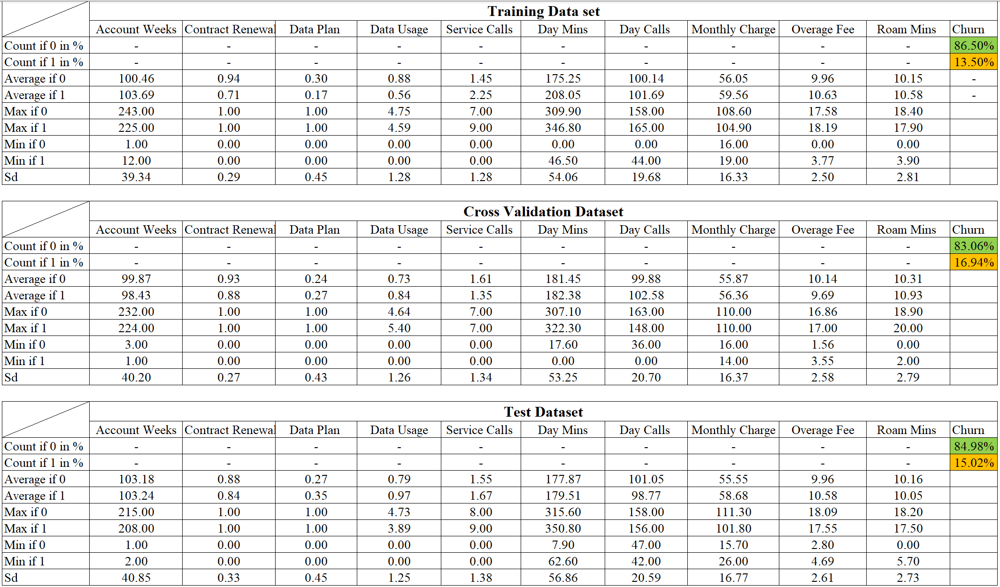 Training Data set
Account Weeks Contract Renewal Data Plan Data Usage Service Calls Day Mins Day Calls Monthly Charge Overage Fee Roam Mins Churn
Count if 0 in % - - - - - - - - - - 86.50%
Count if 1 in % - - - - - - - - - - 13.50%
Average if 0 100.46 0.94 0.30 0.88 1.45 175.25 100.14 56.05 9.96 10.15 -
Average if 1 103.69 0.71 0.17 0.56 2.25 208.05 101.69 59.56 10.63 10.58 -
Max if 0 243.00 1.00 1.00 4.75 7.00 309.90 158.00 108.60 17.58 18.40
Max if 1 225.00 1.00 1.00 4.59 9.00 346.80 165.00 104.90 18.19 17.90
Min if 0 1.00 0.00 0.00 0.00 0.00 0.00 0.00 16.00 0.00 0.00
Min if 1 12.00 0.00 0.00 0.00 0.00 46.50 44.00 19.00 3.77 3.90
Sd 39.34 0.29 0.45 1.28 1.28 54.06 19.68 16.33 2.50 2.81
Cross Validation Dataset
Account Weeks Contract Renewal Data Plan Data Usage Service Calls Day Mins Day Calls Monthly Charge Overage Fee Roam Mins Churn
Count if 0 in % - - - - - - - - - - 83.06%
Count if 1 in % - - - - - - - - - - 16.94%
Average if 0 99.87 0.93 0.24 0.73 1.61 181.45 99.88 55.87 10.14 10.31
Average if 1 98.43 0.88 0.27 0.84 1.35 182.38 102.58 56.36 9.69 10.93
Max if 0 232.00 1.00 1.00 4.64 7.00 307.10 163.00 110.00 16.86 18.90
Max if 1 224.00 1.00 1.00 5.40 7.00 322.30 148.00 110.00 17.00 20.00
Min if 0 3.00 0.00 0.00 0.00 0.00 17.60 36.00 16.00 1.56 0.00
Min if 1 1.00 0.00 0.00 0.00 0.00 0.00 0.00 14.00 3.55 2.00
Sd 40.20 0.27 0.43 1.26 1.34 53.25 20.70 16.37 2.58 2.79
Test Dataset
Account Weeks Contract Renewal Data Plan Data Usage Service Calls Day Mins Day Calls Monthly Charge Overage Fee Roam Mins Churn
Count if 0 in % - - - - - - - - - - 84.98%
Count if 1 in % - - - - - - - - - - 15.02%
Average if 0 103.18 0.88 0.27 0.79 1.55 177.87 101.05 55.55 9.96 10.16
Average if 1 103.24 0.84 0.35 0.97 1.67 179.51 98.77 58.68 10.58 10.05
Max if 0 215.00 1.00 1.00 4.73 8.00 315.60 158.00 111.30 18.09 18.20
Max if 1 208.00 1.00 1.00 3.89 9.00 350.80 156.00 101.80 17.55 17.50
Min if 0 1.00 0.00 0.00 0.00 0.00 7.90 47.00 15.70 2.80 0.00
Min if 1 2.00 0.00 0.00 0.00 0.00 62.60 42.00 26.00 4.69 5.70
Sd 40.85 0.33 0.45 1.25 1.38 56.86 20.59 16.77 2.61 2.73